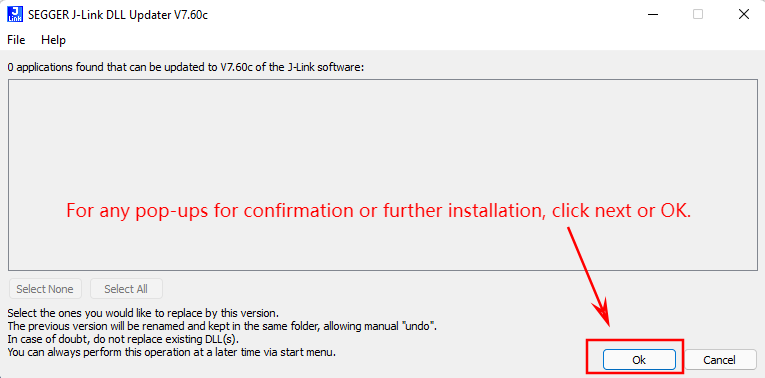 J Link SEGGER J-Link DLL Updater V7.60c
File Help
0 applications found that can be updated to V7.60c of the J-Link software:
For any pop-ups for confirmation or further installation, click next or OK.
Select None Select All
Select the ones you would like to replace by this version.
The previous version will be renamed and kept in the same folder, allowing manual "undo".
In case of doubt, do not replace existing DLL(s).
You can always perform this operation at a later time via start menu.
Ok Cancel